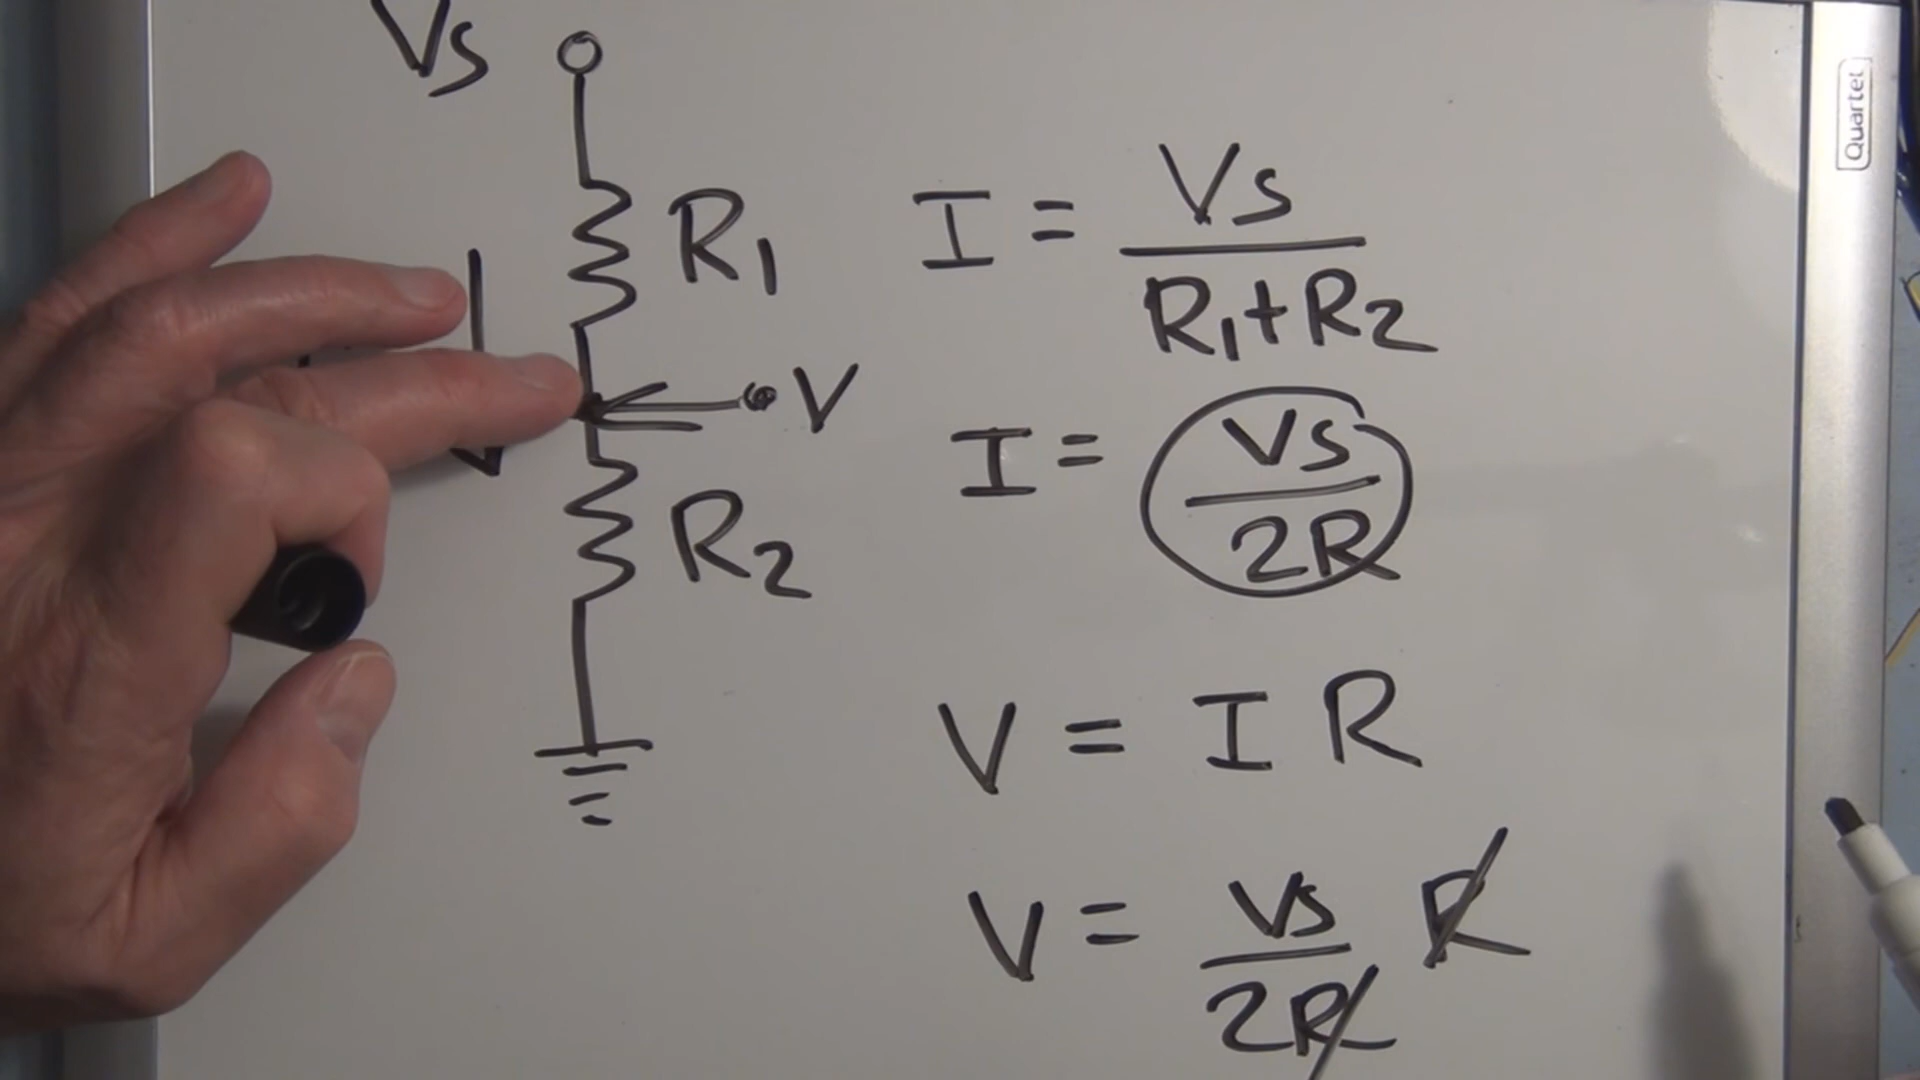 Vs
Quartet
R1
I = Vs
R1+R2
V
I = Vs
2R
R2
V = I R
V = Vs R
2R